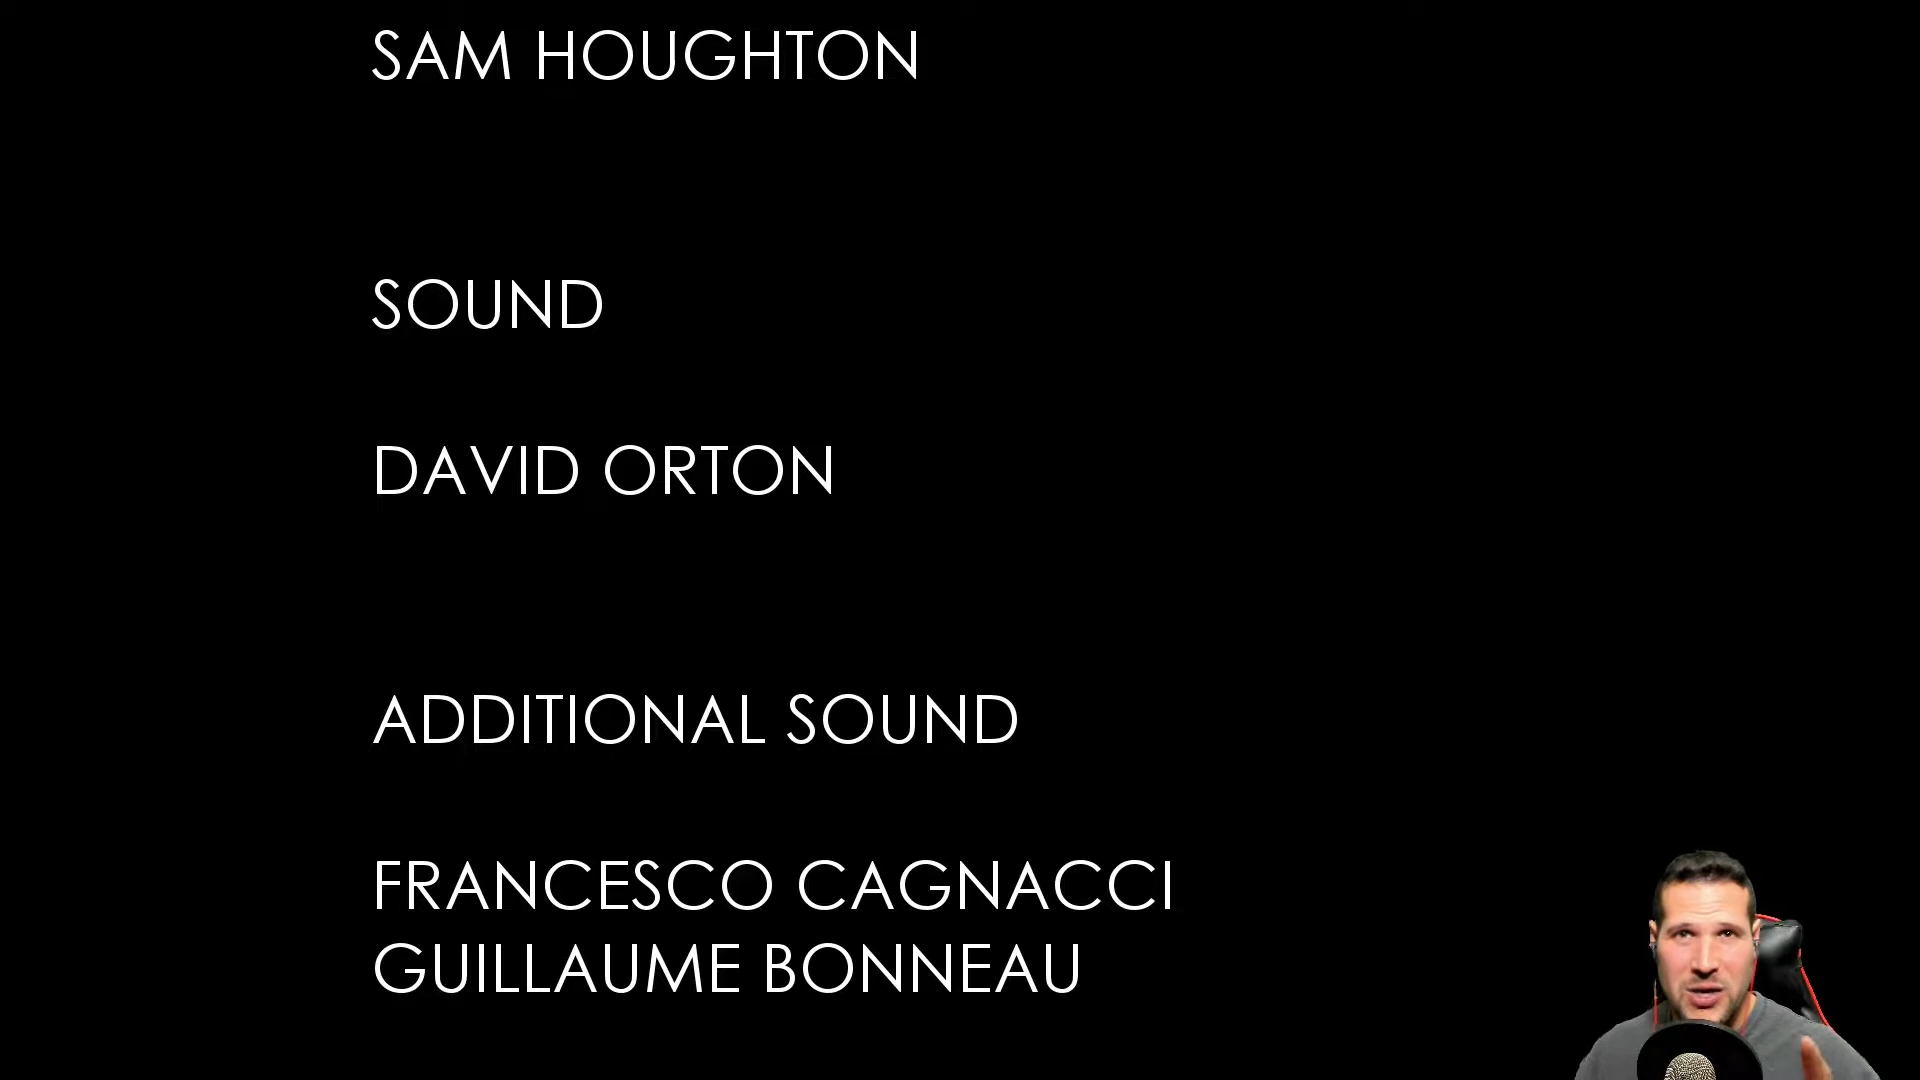 SAM HOUGHTON
SOUND
DAVID ORTON
ADDITIONAL SOUND
FRANCESCO CAGNACCI
GUILLAUME BONNEAU